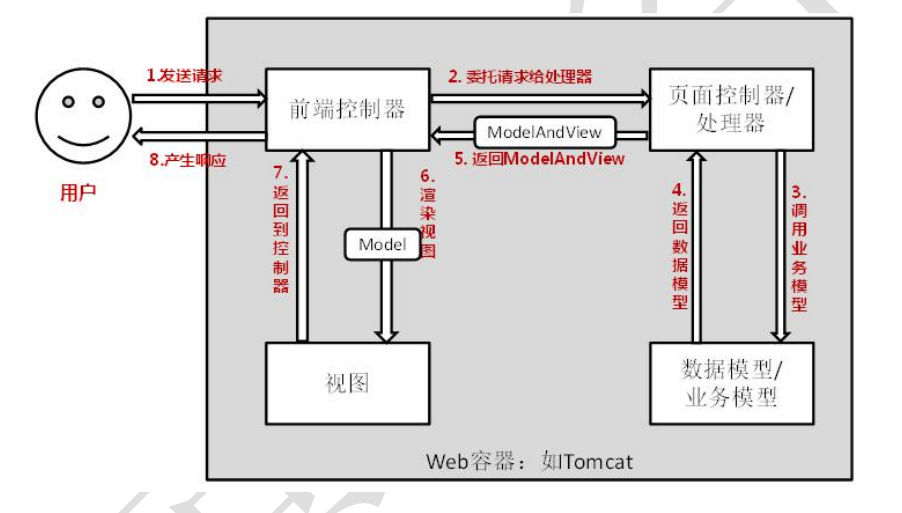 1.发送请求
2. 委托请求给处理器
前端控制器
页面控制器/
处理器
ModelAndView
8.产生响应
5. 返回ModelAndView
用户
7.返回到控制器
6.渲染视图
Model
4.返回数据模型
3.调用业务模型
视图
数据模型/
业务模型
Web容器：如Tomcat